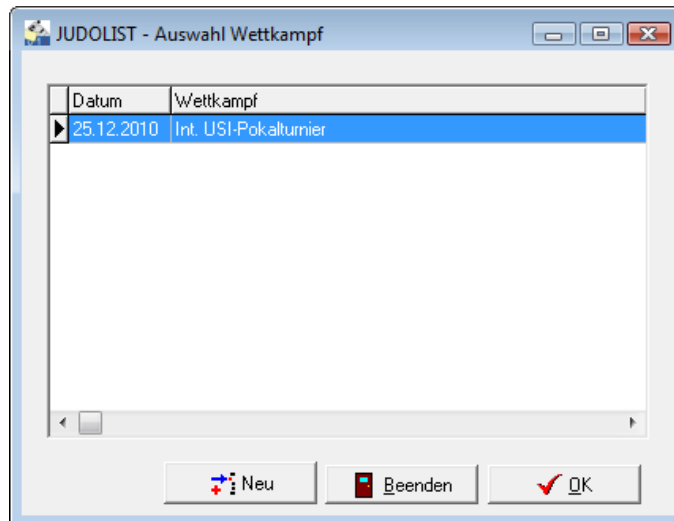 JUDOLIST - Auswahl Wettkampf
Datum Wettkampf
25.12.2010 Int. USI-Pokalturnier
Neu Beenden OK